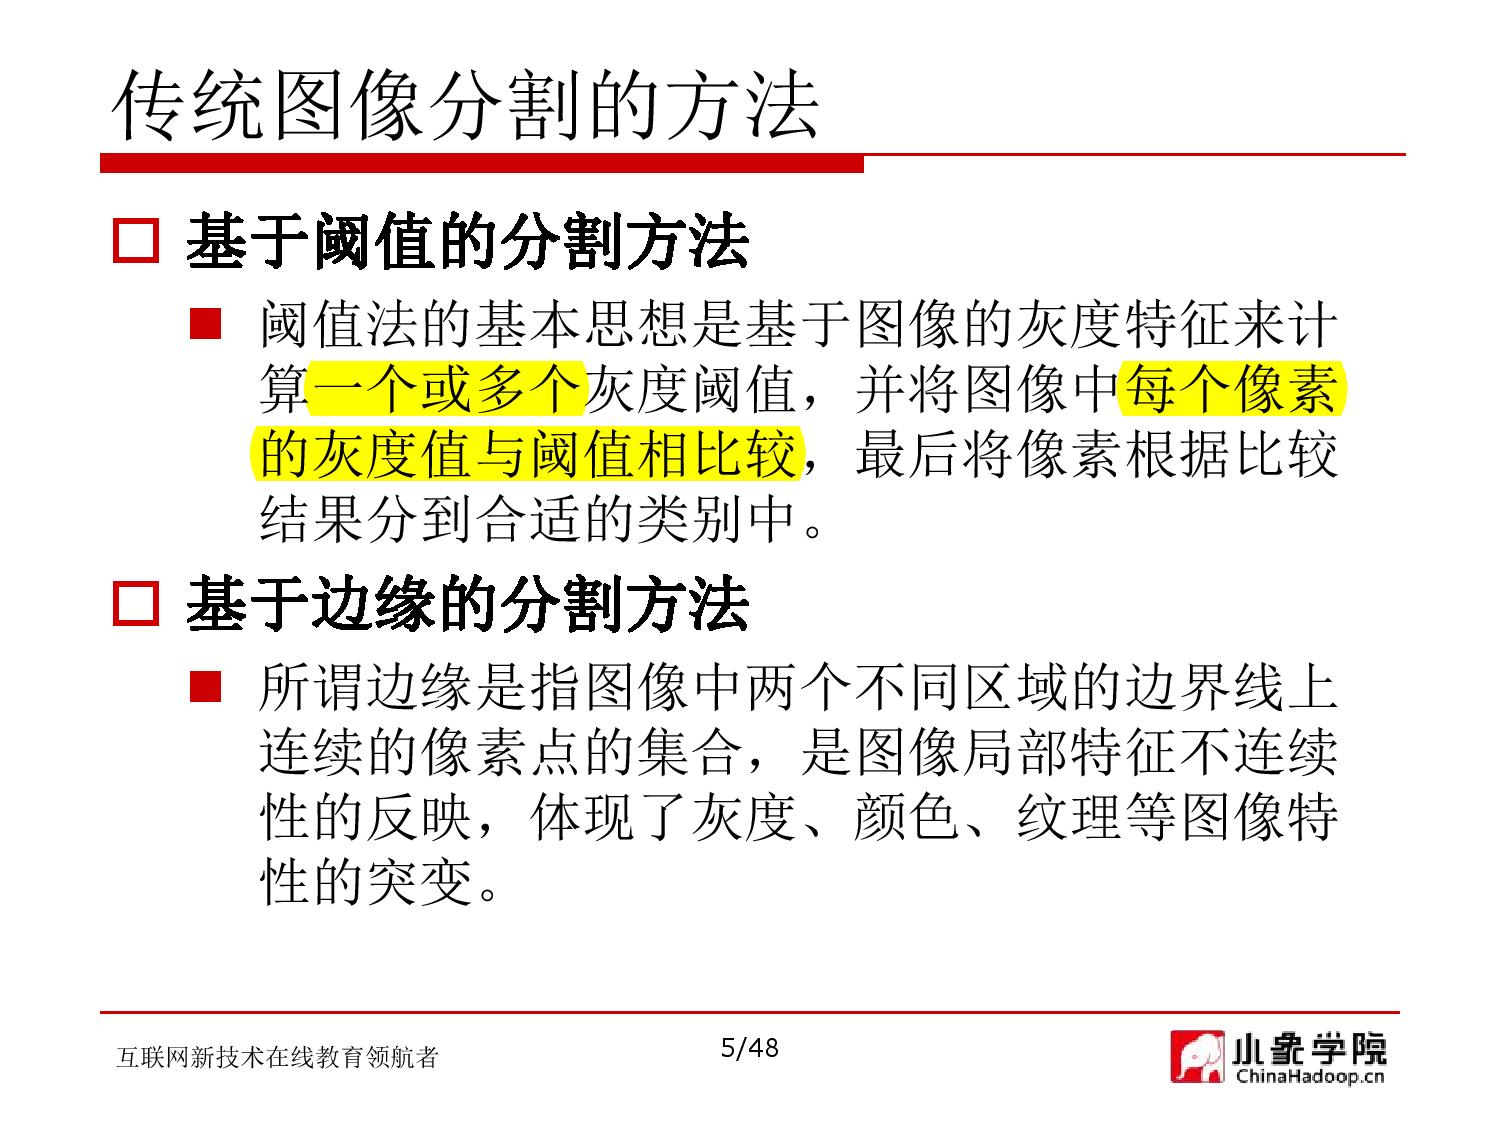 传统图像分割的方法
基于阈值的分割方法
阈值法的基本思想是基于图像的灰度特征来计
算一个或多个灰度阈值，并将图像中每个像素
的灰度值与阈值相比较，最后将像素根据比较
结果分到合适的类别中。
基于边缘的分割方法
所谓边缘是指图像中两个不同区域的边界线上
连续的像素点的集合，是图像局部特征不连续
性的反映，体现了灰度、颜色、纹理等图像特
性的突变。
互联网新技术在线教育领航者
5/48
小象学院
ChinaHadoop.cn